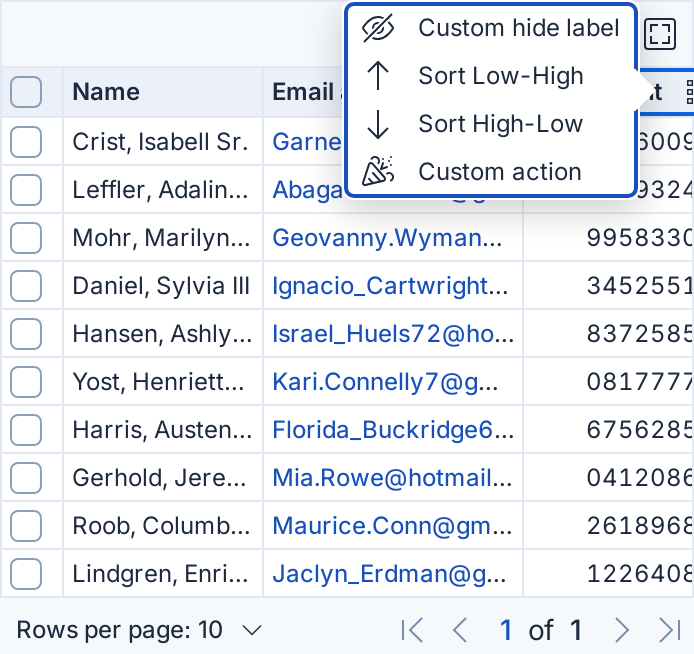 Custom hide label
Sort Low-High
Sort High-Low
Custom action
Name Email
Crist, Isabell Sr. Garne 6009
Leffler, Adalin... Abaga 9324
Mohr, Marilyn... Geovanny.Wyman... 9958330
Daniel, Sylvia III Ignacio_Cartwright... 3452551
Hansen, Ashly... Israel_Huels72@ho... 8372585
Yost, Henriett... Kari.Connelly7@g... 0817777
Harris, Austen... Florida_Buckridge6... 6756285
Gerhold, Jere... Mia.Rowe@hotmail... 0412086
Roob, Columb... Maurice.Conn@gm... 2618968
Lindgren, Enri... Jaclyn_Erdman@g... 1226408
Rows per page: 10 1 of 1